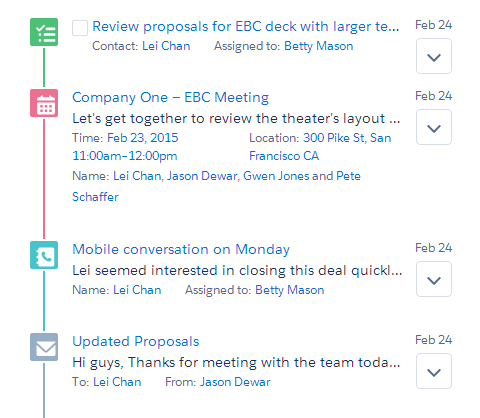 Review proposals for EBC deck with larger te...
Feb 24
Contact: Lei Chan Assigned to: Betty Mason
Company One – EBC Meeting
Feb 24
Let's get together to review the theater's layout ...
Time: Feb 23, 2015 Location: 300 Pike St, San
11:00am–12:00pm Francisco CA
Name: Lei Chan, Jason Dewar, Gwen Jones and Pete
Schaffer
Mobile conversation on Monday
Feb 24
Lei seemed interested in closing this deal quickl...
Name: Lei Chan Assigned to: Betty Mason
Updated Proposals
Feb 24
Hi guys, Thanks for meeting with the team toda...
To: Lei Chan From: Jason Dewar